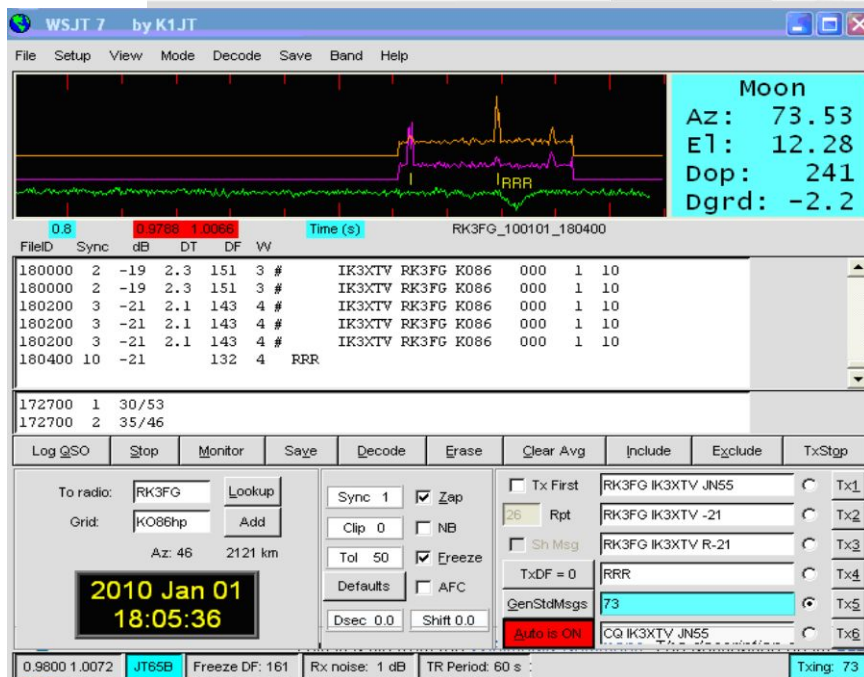 WSJT 7 by K1JT
File Setup View Mode Decode Save Band Help
Moon
Az: 73.53
El: 12.28
Dop: 241
Dgrd: -2.2
RRR
0.8 0.9788 1.0066 Time (s) RK3FG_100101_180400
FileID Sync dB DT DF W
180000 2 -19 2.3 151 3 # IK3XTV RK3FG KO86 000 1 10
180000 2 -19 2.3 151 3 # IK3XTV RK3FG KO86 000 1 10
180200 3 -21 2.1 143 4 # IK3XTV RK3FG KO86 000 1 10
180200 3 -21 2.1 143 4 # IK3XTV RK3FG KO86 000 1 10
180200 3 -21 2.1 143 4 # IK3XTV RK3FG KO86 000 1 10
180400 10 -21 132 4 RRR
172700 1 30/53
172700 2 35/46
Log QSO Stop Monitor Save Decode Erase Clear Avg Include Exclude TxStop
To radio: RK3FG Lookup
Grid: KO86hp Add
Az: 46 2121 km
2010 Jan 01
18:05:36
Sync 1 Zap
Clip 0 NB
Tol 50 Freeze
Defaults AFC
Dsec 0.0 Shift 0.0
Tx First RK3FG IK3XTV JN55 Tx1
26 Rpt RK3FG IK3XTV -21 Tx2
Sh Msg RK3FG IK3XTV R-21 Tx3
TxDF = 0 RRR Tx4
GenStdMsgs 73 Tx5
Auto is ON CQ IK3XTV JN55 Tx6
0.9800 1.0072 JT65B Freeze DF: 161 Rx noise: 1 dB TR Period: 60 s Txing: 73